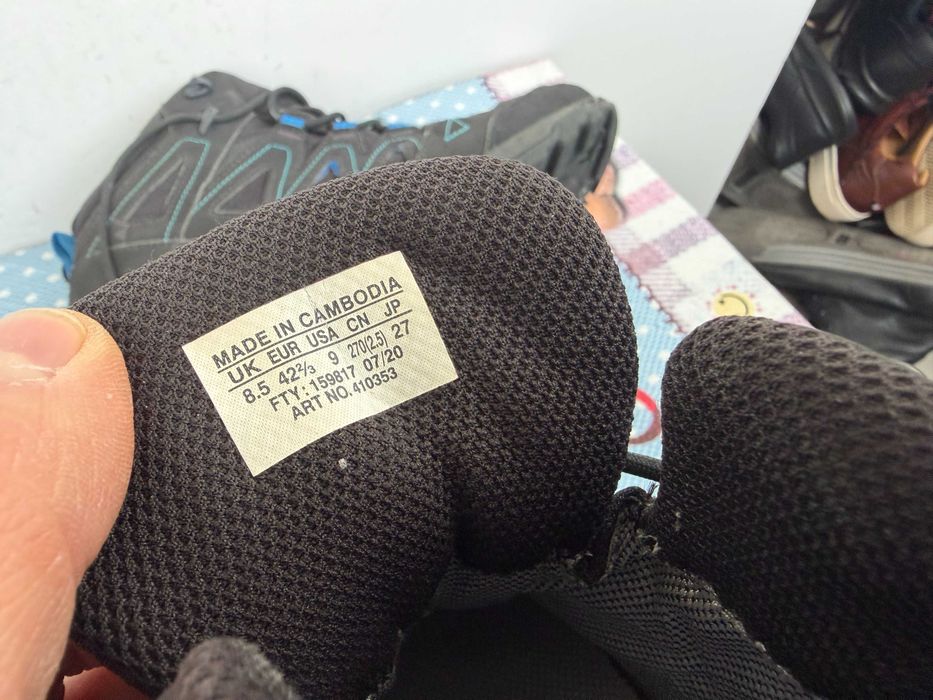 MADE IN CAMBODIA
UK EUR USA CN JP
8.5 42⅔ 9 270(2.5) 27
FTY: 159817 07/20
ART NO.410353